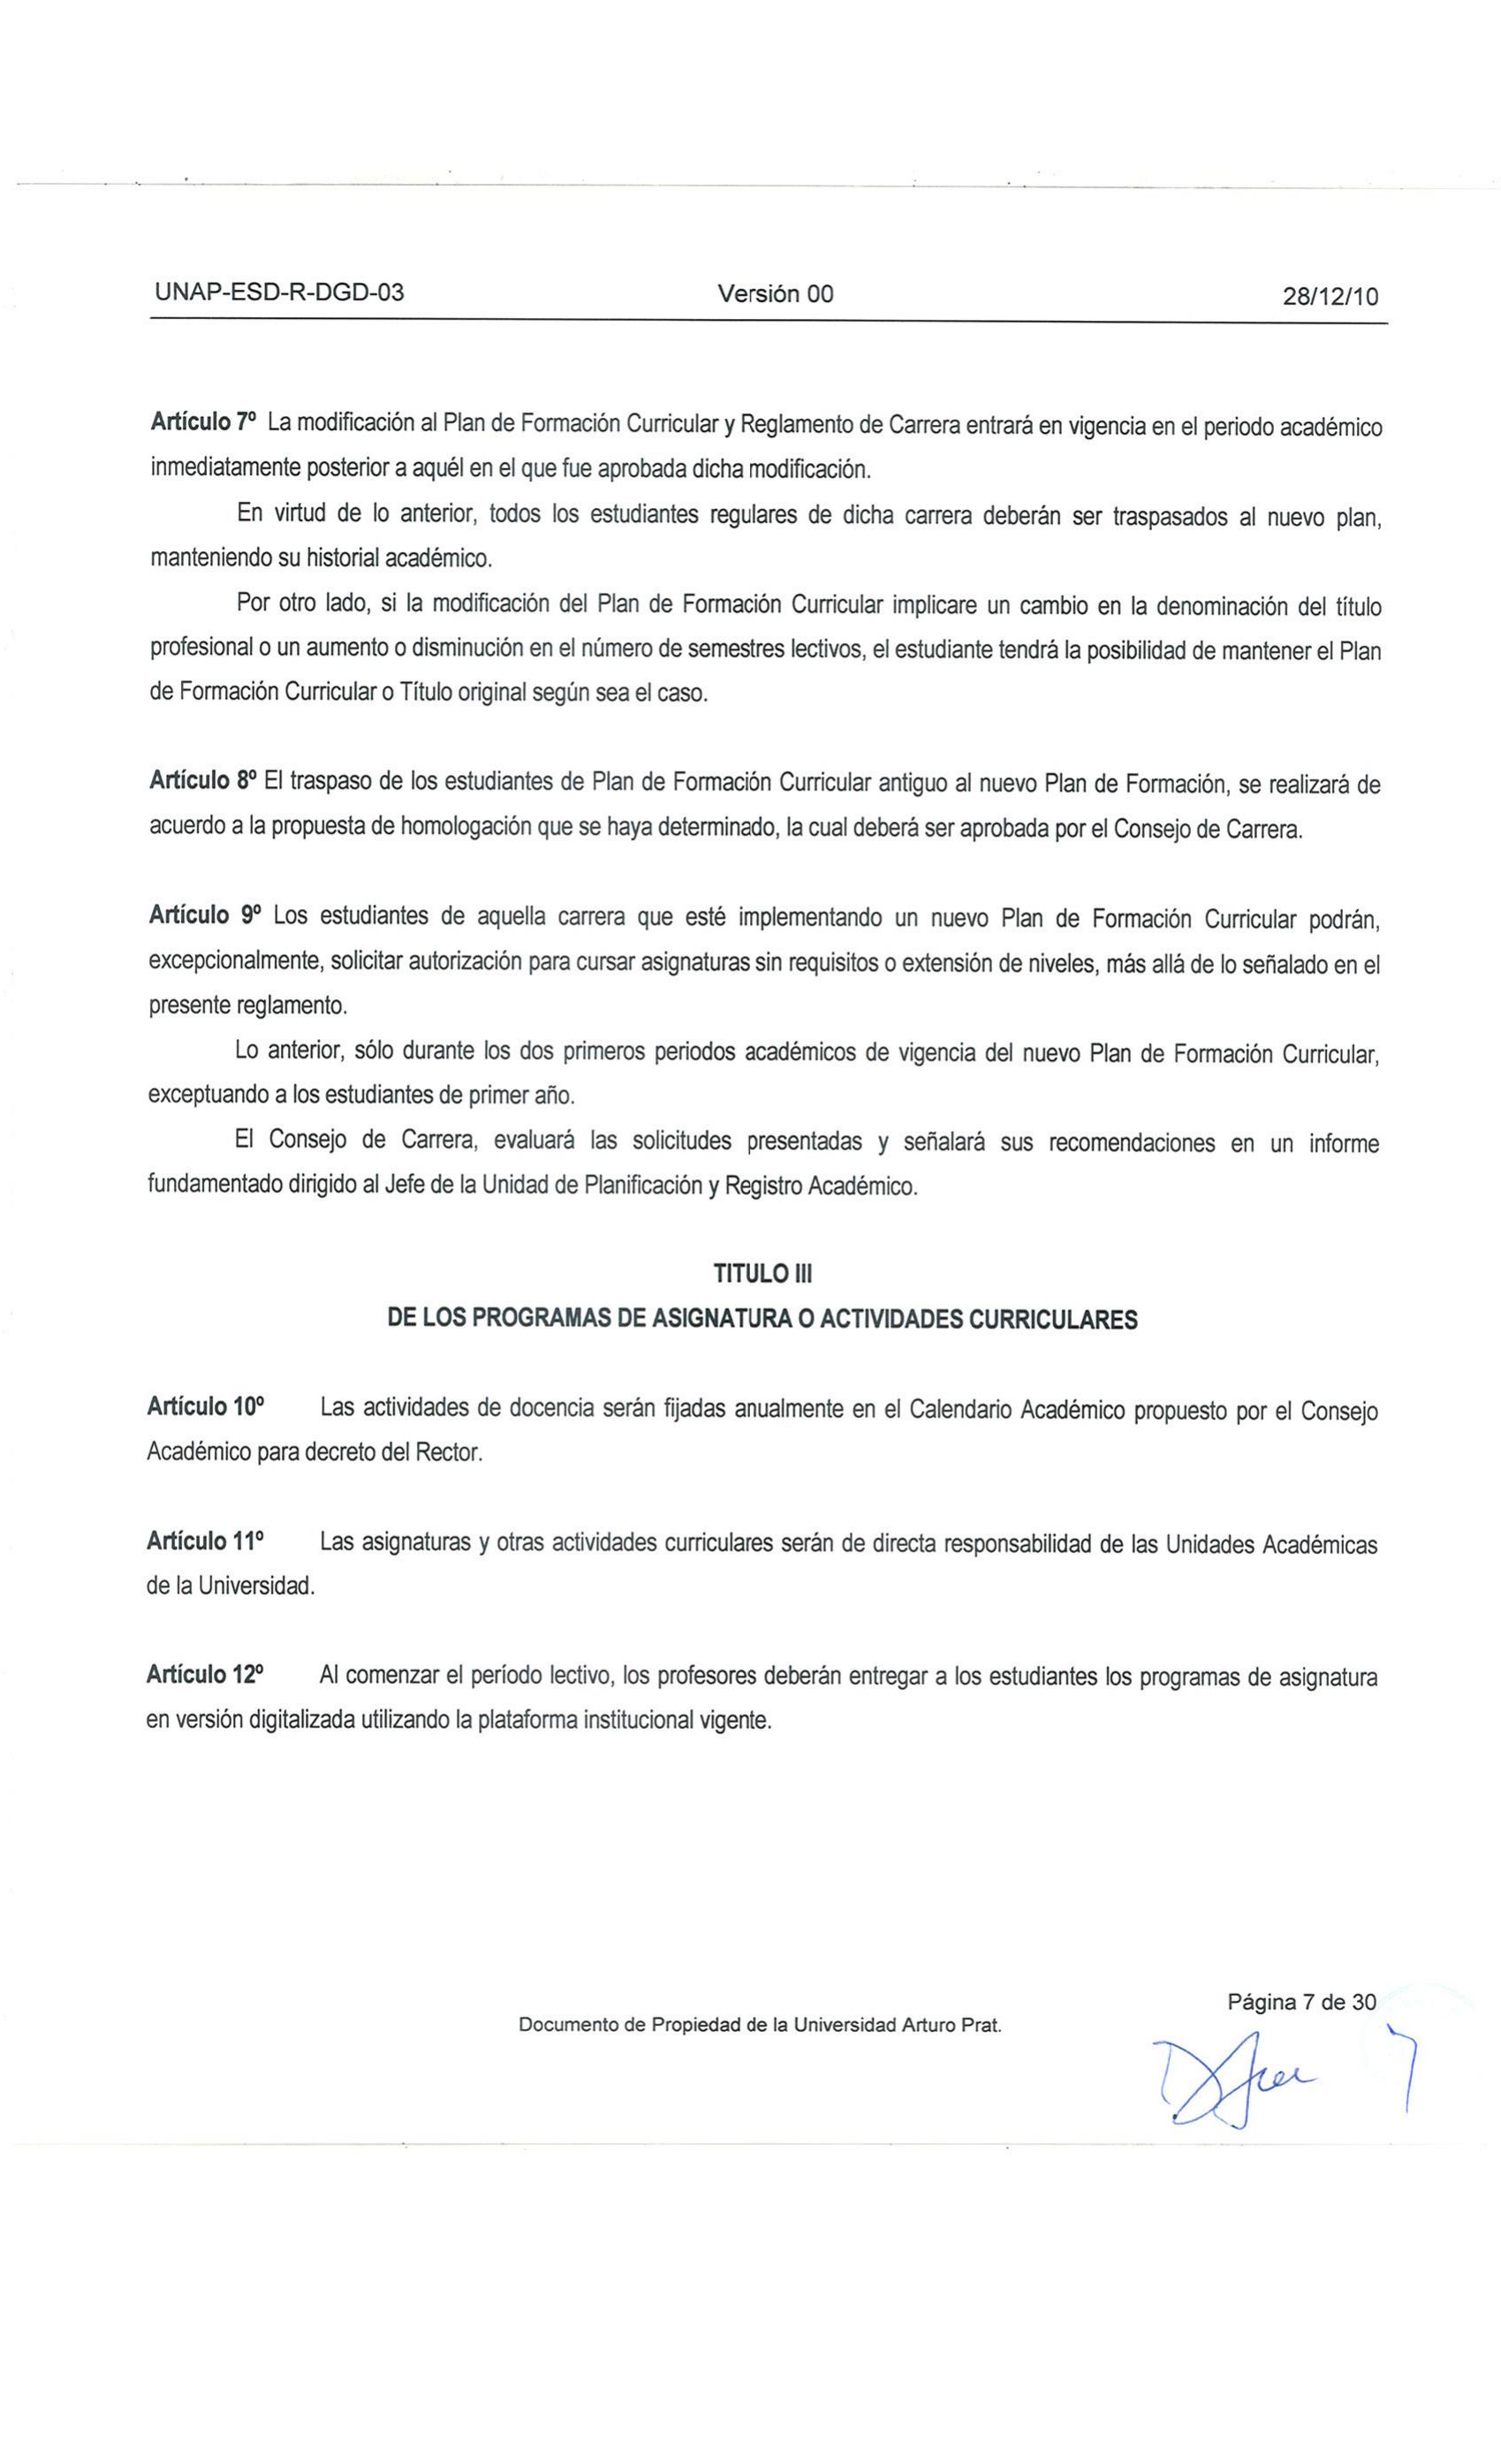 UNAP-ESD-R-DGD-03 Versión 00 28/12/10
Artículo 7º La modificación al Plan de Formación Curricular y Reglamento de Carrera entrará en vigencia en el periodo académico
inmediatamente posterior a aquél en el que fue aprobada dicha modificación.
En virtud de lo anterior, todos los estudiantes regulares de dicha carrera deberán ser traspasados al nuevo plan,
manteniendo su historial académico.
Por otro lado, si la modificación del Plan de Formación Curricular implicare un cambio en la denominación del título
profesional o un aumento o disminución en el número de semestres lectivos, el estudiante tendrá la posibilidad de mantener el Plan
de Formación Curricular o Título original según sea el caso.
Artículo 8º El traspaso de los estudiantes de Plan de Formación Curricular antiguo al nuevo Plan de Formación, se realizará de
acuerdo a la propuesta de homologación que se haya determinado, la cual deberá ser aprobada por el Consejo de Carrera.
Artículo 9º Los estudiantes de aquella carrera que esté implementando un nuevo Plan de Formación Curricular podrán,
excepcionalmente, solicitar autorización para cursar asignaturas sin requisitos o extensión de niveles, más allá de lo señalado en el
presente reglamento.
Lo anterior, sólo durante los dos primeros periodos académicos de vigencia del nuevo Plan de Formación Curricular,
exceptuando a los estudiantes de primer año.
El Consejo de Carrera, evaluará las solicitudes presentadas y señalará sus recomendaciones en un informe
fundamentado dirigido al Jefe de la Unidad de Planificación y Registro Académico.
TITULO III
DE LOS PROGRAMAS DE ASIGNATURA O ACTIVIDADES CURRICULARES
Artículo 10º Las actividades de docencia serán fijadas anualmente en el Calendario Académico propuesto por el Consejo
Académico para decreto del Rector.
Artículo 11º Las asignaturas y otras actividades curriculares serán de directa responsabilidad de las Unidades Académicas
de la Universidad.
Artículo 12º Al comenzar el período lectivo, los profesores deberán entregar a los estudiantes los programas de asignatura
en versión digitalizada utilizando la plataforma institucional vigente.
Página 7 de 30
Documento de Propiedad de la Universidad Arturo Prat.